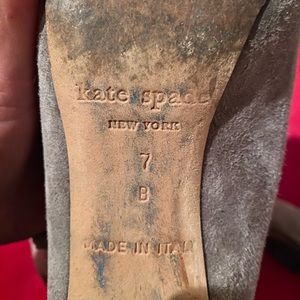 kate spade
NEW YORK
7
B
MADE IN ITALY